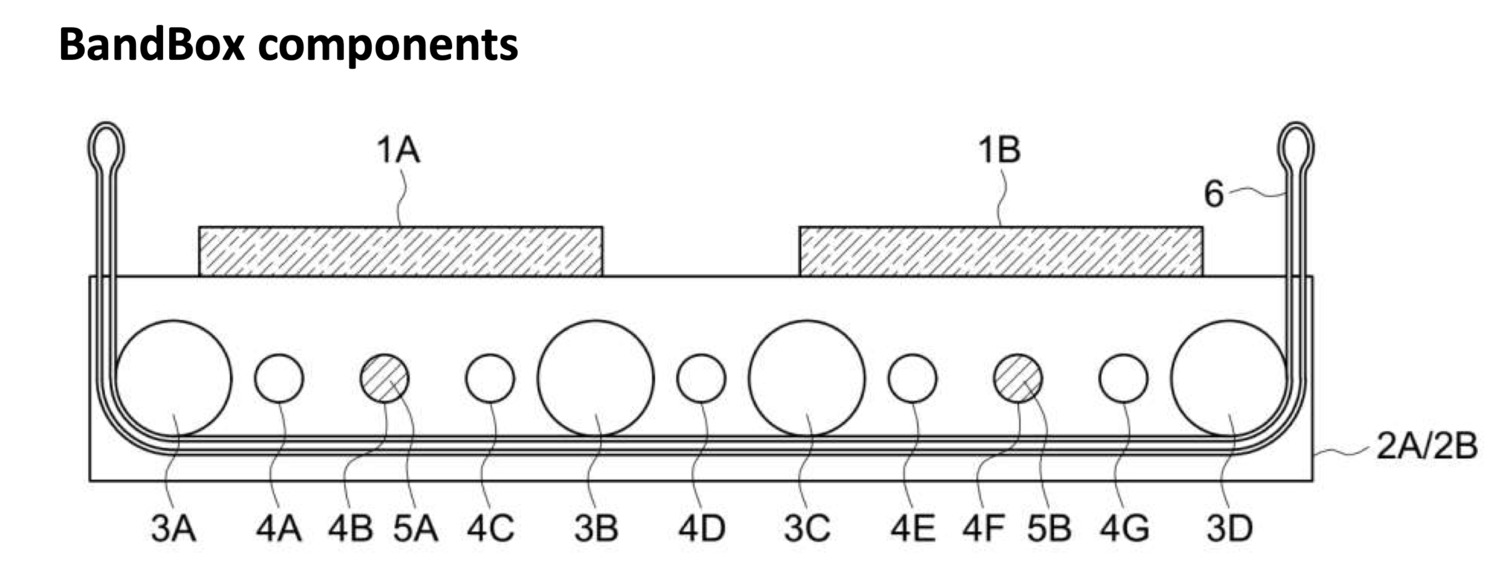 BandBox components
1A 1B
6
2A/2B
3A 4A 4B 5A 4C 3B 4D 3C 4E 4F 5B 4G 3D